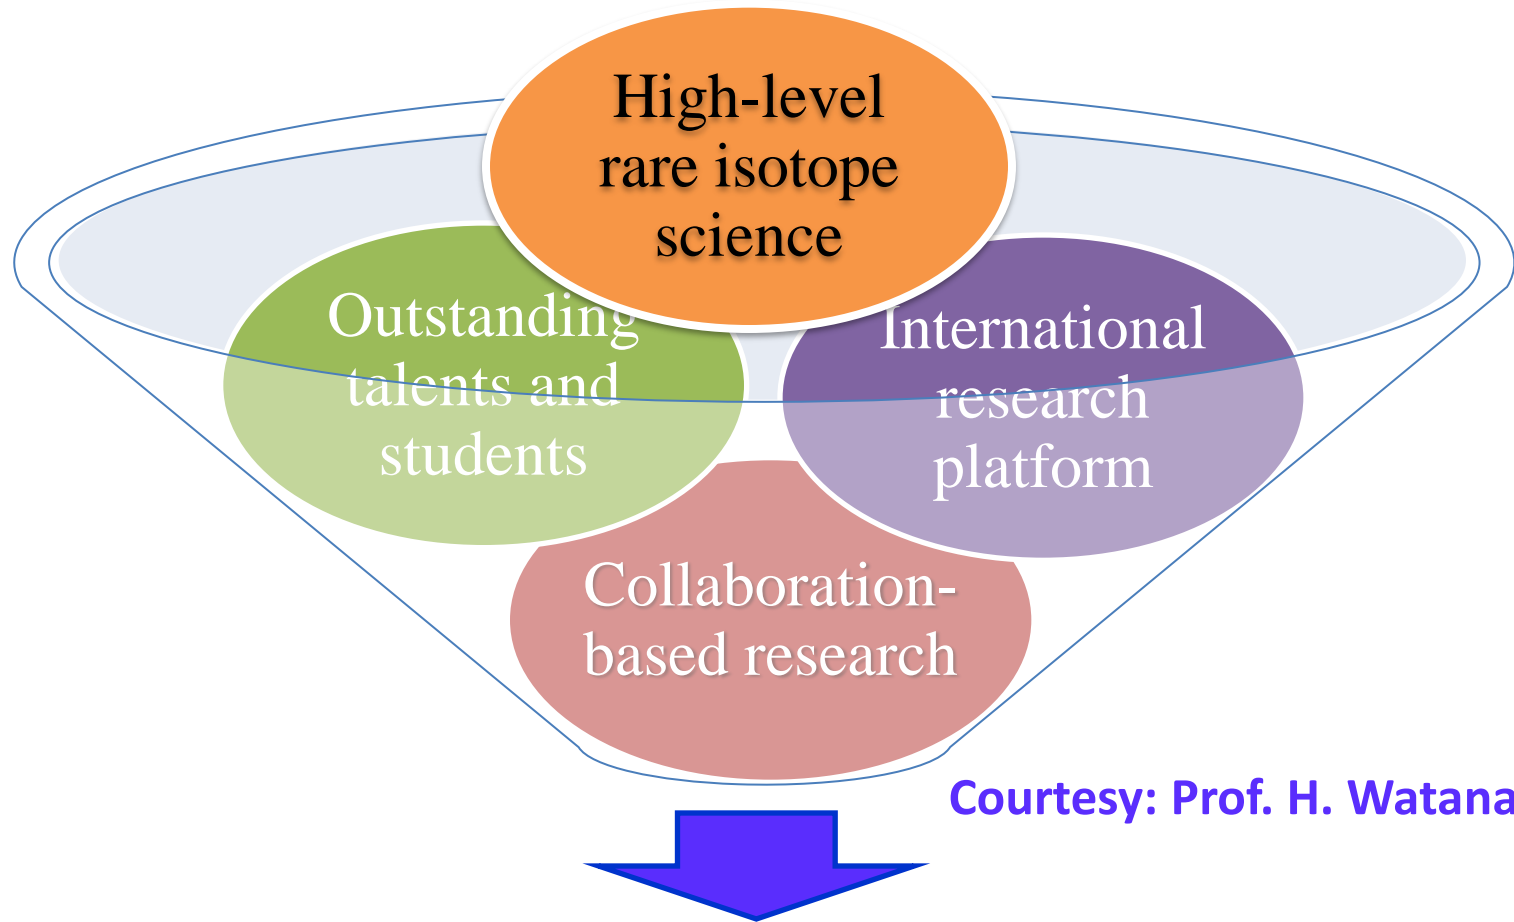 High-level
rare isotope
science
Outstanding
talents and
students
International
research
platform
Collaboration-
based research
Courtesy: Prof. H. Watana